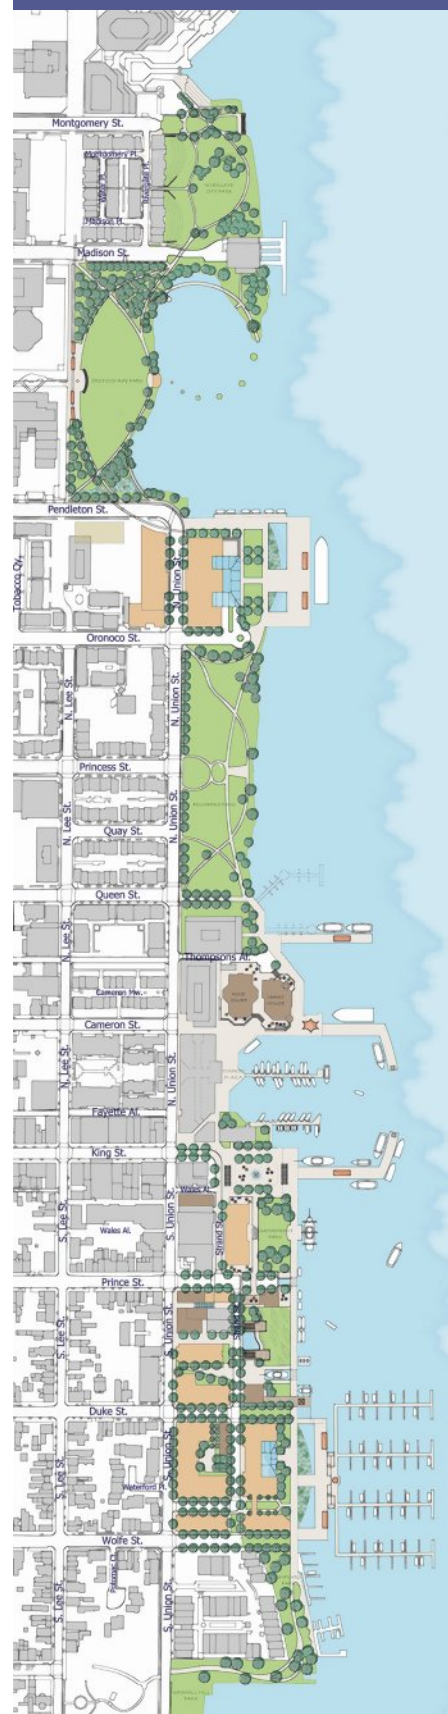 Montgomery St.
Montgomery Pl.
Madison Pl.
Madison St.
Pendleton St.
N. Union St.
Oronoco St.
N. Lee St.
N. Union St.
Princess St.
N. Lee St.
N. Union St.
Quay St.
Queen St.
N. Lee St.
Thompsons Al.
Cameron Mw.
Cameron St.
N. Lee St.
N. Union St.
Fayette Al.
King St.
Wales Al.
S. Lee St.
S. Union St.
Strand St.
Wales Al.
Prince St.
S. Lee St.
S. Union St.
Strand St.
Duke St.
S. Lee St.
S. Union St.
Waterford Pl.
Wolfe St.
S. Lee St.
S. Union St.